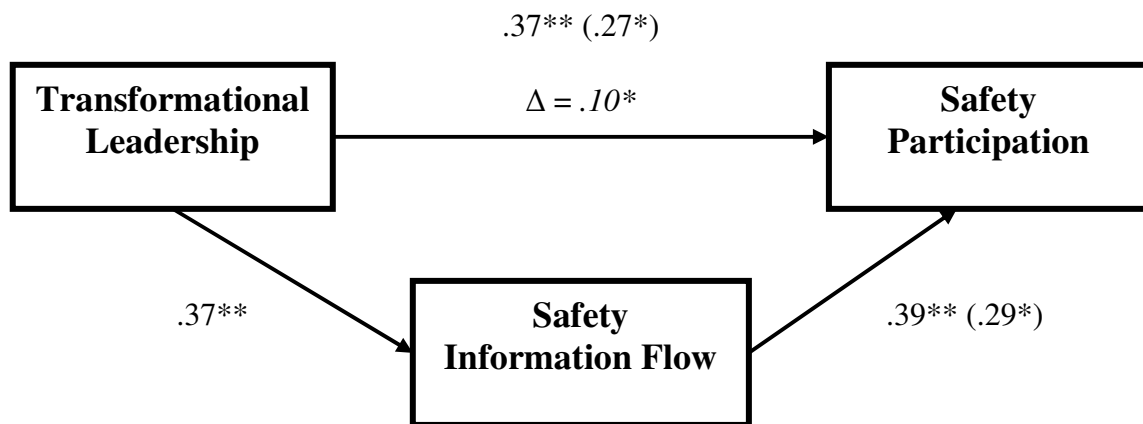 .37** (.27*)
Transformational
Leadership
Δ = .10*
Safety
Participation
.37**
Safety
Information Flow
.39** (.29*)